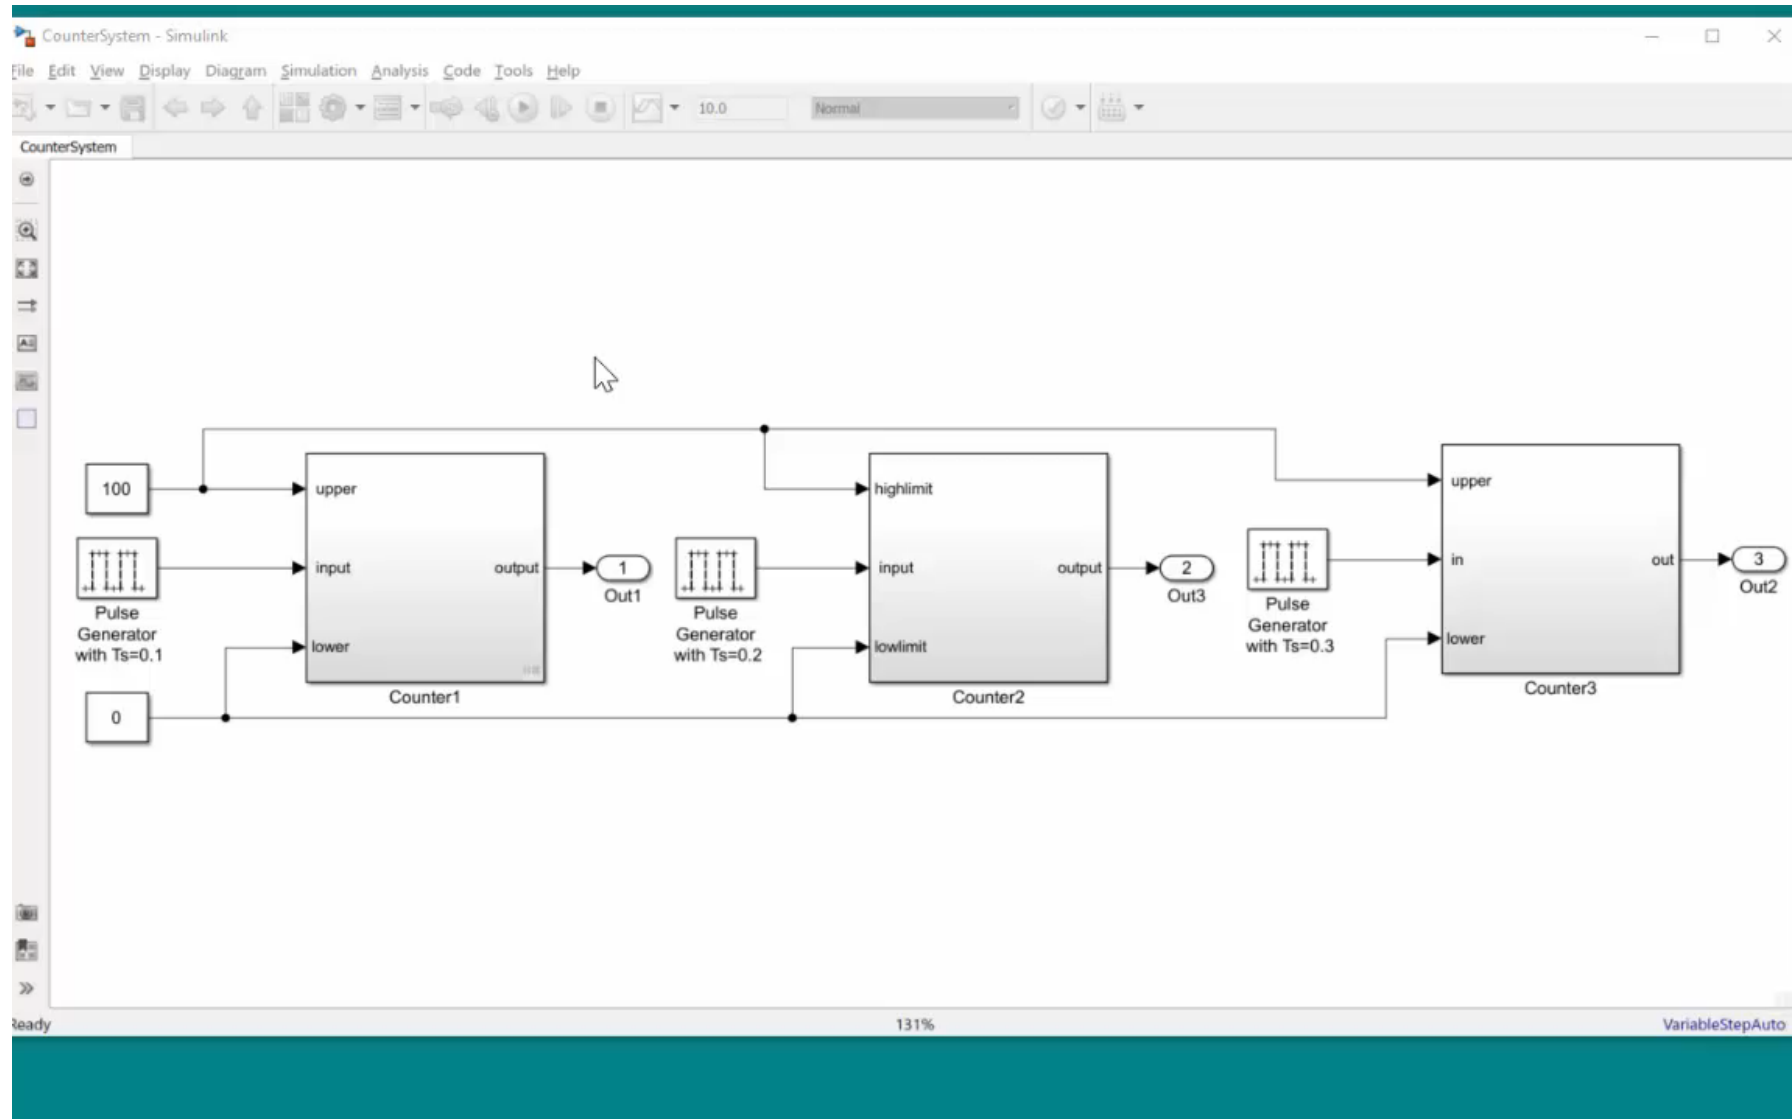 CounterSystem - Simulink
File Edit View Display Diagram Simulation Analysis Code Tools Help
10.0 Normal
CounterSystem
100
upper
input
output
lower
Counter1
1
Out1
Pulse
Generator
with Ts=0.1
0
highlimit
input
output
lowlimit
Counter2
2
Out3
Pulse
Generator
with Ts=0.2
upper
in
out
lower
Counter3
3
Out2
Pulse
Generator
with Ts=0.3
Ready
131%
VariableStepAuto